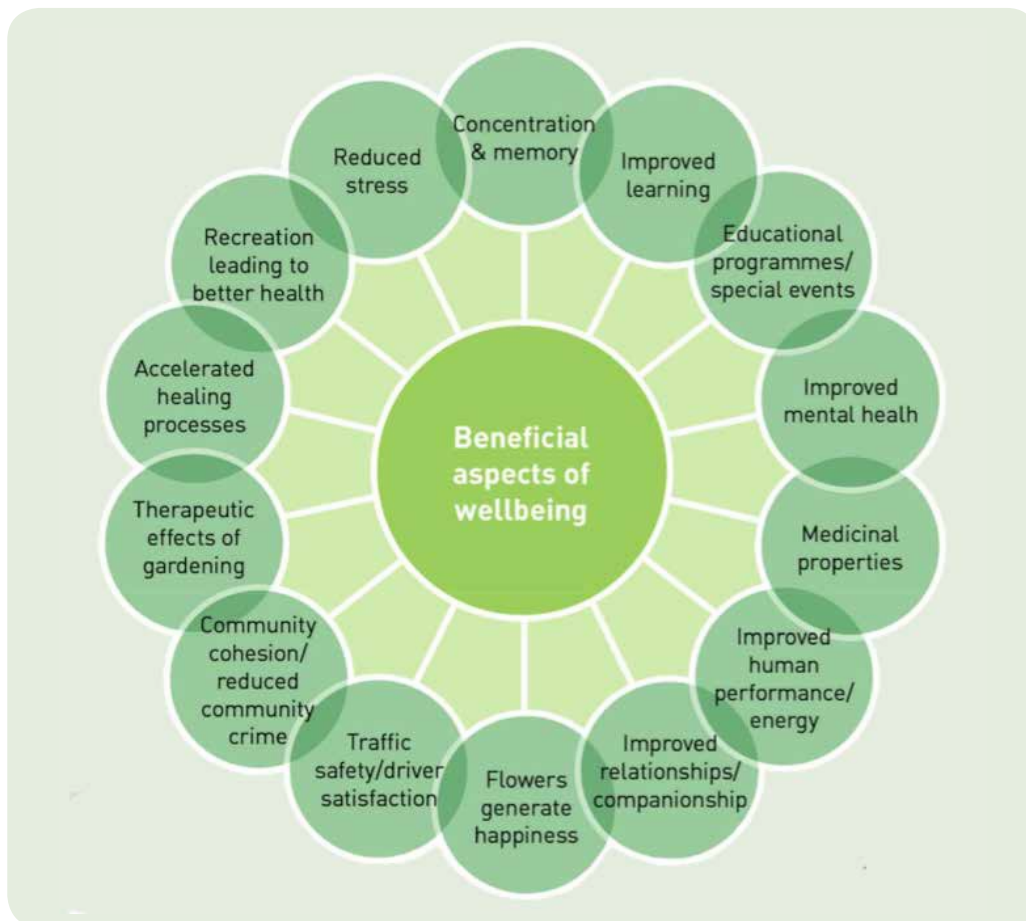 Concentration
& memory
Improved
learning
Educational
programmes/
special events
Improved
mental healh
Medicinal
properties
Improved
human
performance/
energy
Improved
relationships/
companionship
Flowers
generate
happiness
Traffic
safety/driver
satisfaction
Community
cohesion/
reduced
community
crime
Therapeutic
effects of
gardening
Accelerated
healing
processes
Recreation
leading to
better health
Reduced
stress
Beneficial
aspects of
wellbeing